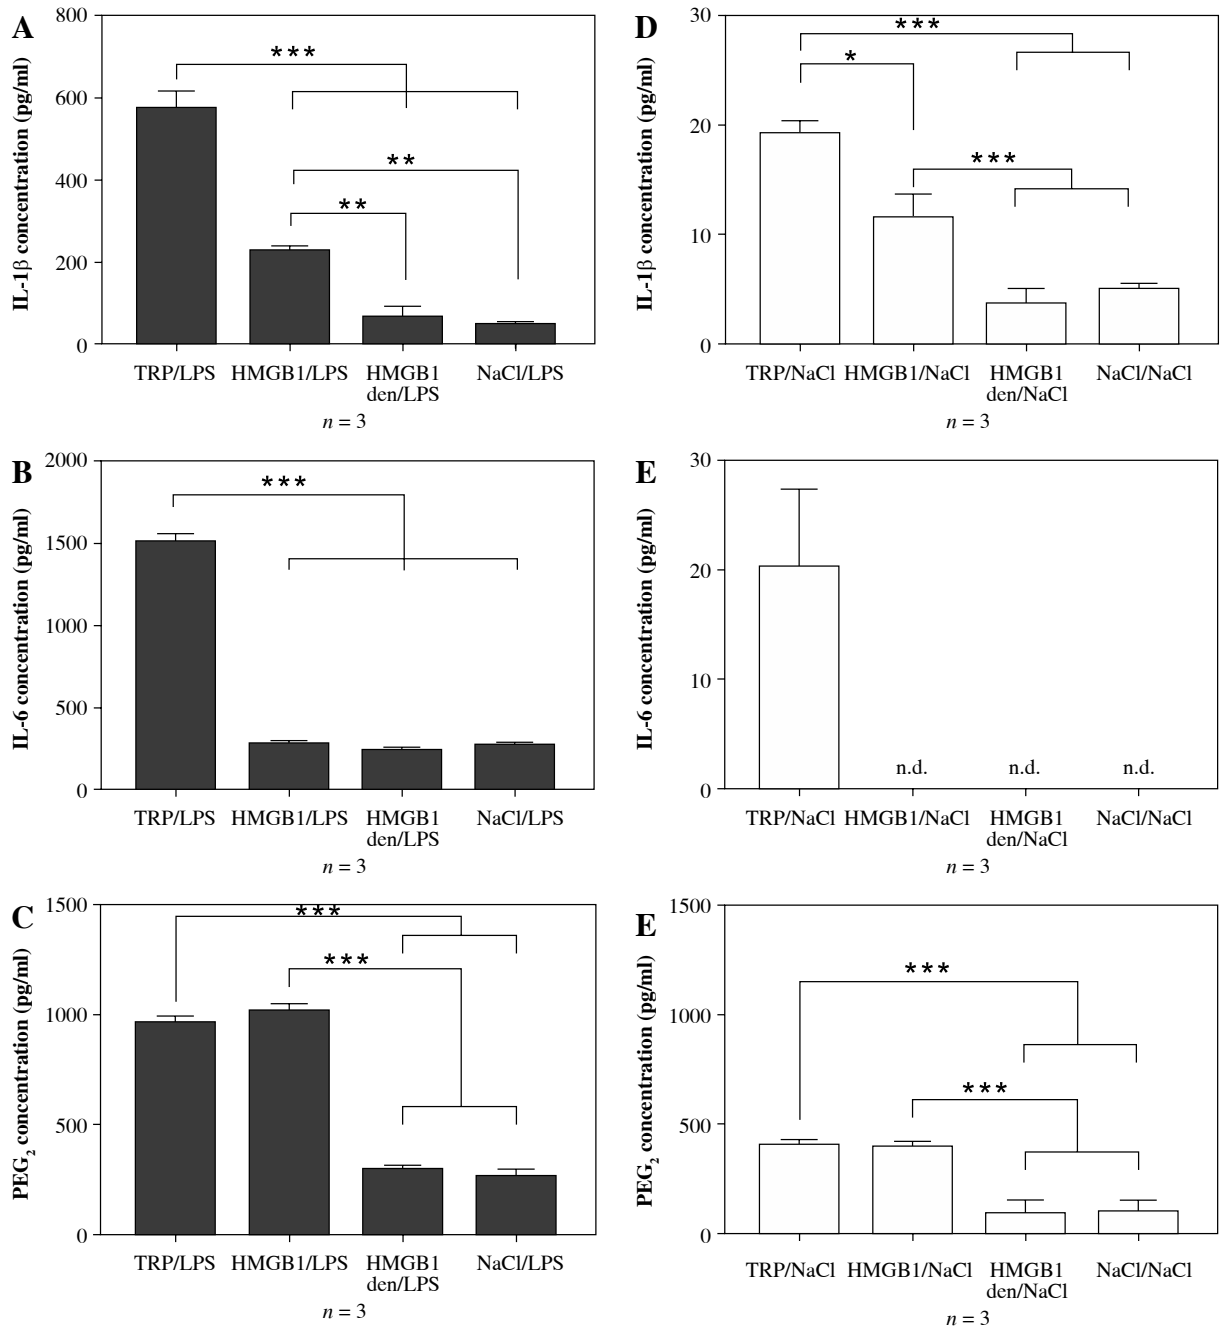 A
IL-1β concentration (pg/ml)
800
600
400
200
0
***
**
**
TRP/LPS HMGB1/LPS HMGB1 NaCl/LPS
den/LPS
n = 3
D
IL-1β concentration (pg/ml)
30
20
10
0
***
*
***
TRP/NaCl HMGB1/NaCl HMGB1 NaCl/NaCl
den/NaCl
n = 3
B
IL-6 concentration (pg/ml)
2000
1500
1000
500
0
***
TRP/LPS HMGB1/LPS HMGB1 NaCl/LPS
den/LPS
n = 3
E
IL-6 concentration (pg/ml)
30
20
10
0
n.d. n.d. n.d.
TRP/NaCl HMGB1/NaCl HMGB1 NaCl/NaCl
den/NaCl
n = 3
C
PEG₂ concentration (pg/ml)
1500
1000
500
0
***
***
TRP/LPS HMGB1/LPS HMGB1 NaCl/LPS
den/LPS
n = 3
E
PEG₂ concentration (pg/ml)
1500
1000
500
0
***
***
TRP/NaCl HMGB1/NaCl HMGB1 NaCl/NaCl
den/NaCl
n = 3